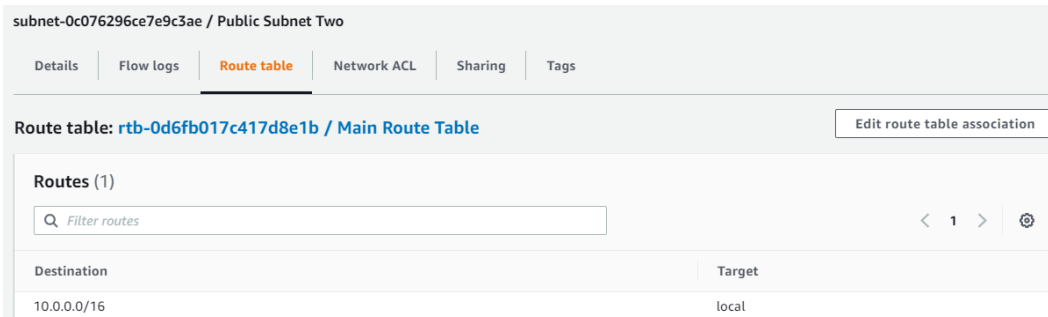 subnet-0c076296ce7e9c3ae / Public Subnet Two
Details Flow logs Route table Network ACL Sharing Tags
Route table: rtb-0d6fb017c417d8e1b / Main Route Table
Edit route table association
Routes (1)
Filter routes
1
Destination Target
10.0.0.0/16 local